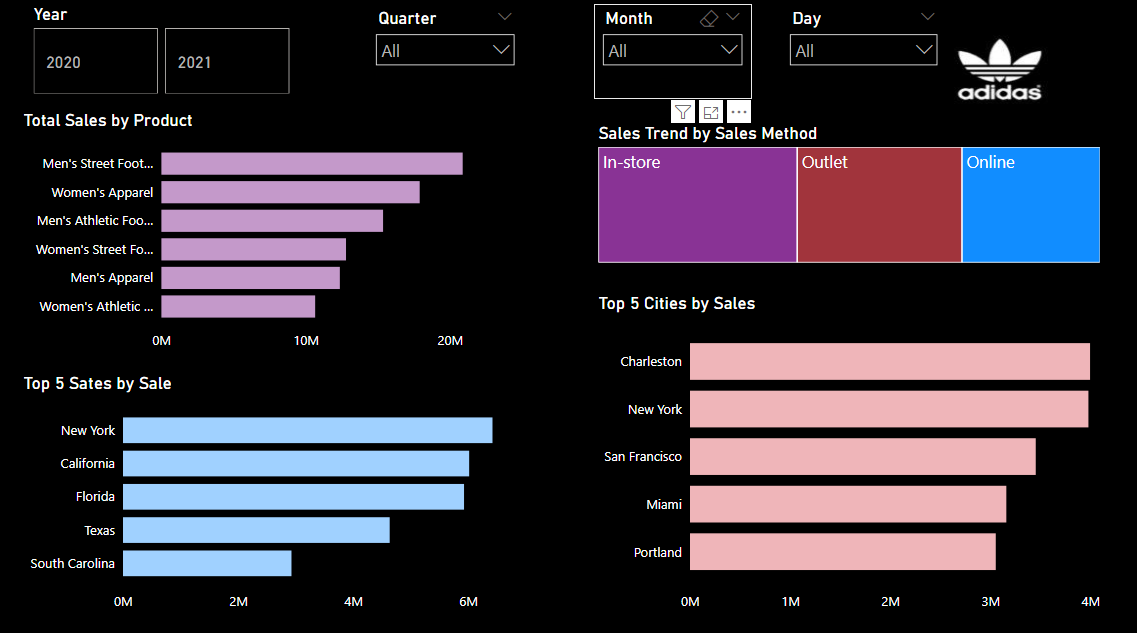 Year
2020
2021
Quarter
All
Month
All
Day
All
adidas
Total Sales by Product
Men's Street Foot...
Women's Apparel
Men's Athletic Foo...
Women's Street Fo...
Men's Apparel
Women's Athletic ...
0M 10M 20M
Sales Trend by Sales Method
In-store
Outlet
Online
Top 5 Sates by Sale
New York
California
Florida
Texas
South Carolina
0M 2M 4M 6M
Top 5 Cities by Sales
Charleston
New York
San Francisco
Miami
Portland
0M 1M 2M 3M 4M